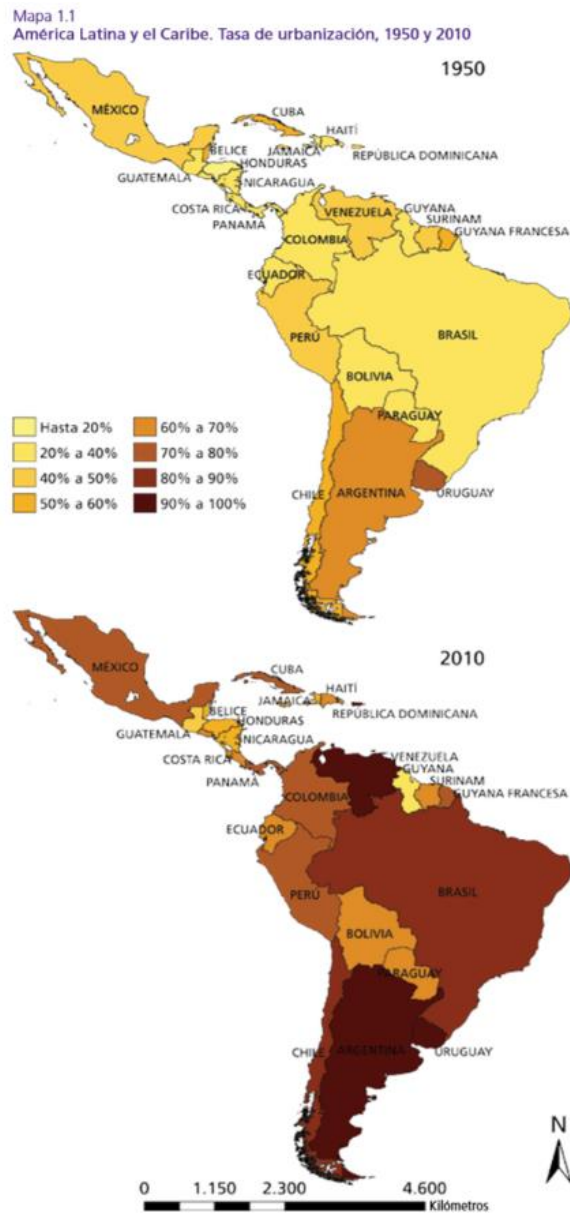 Mapa 1.1
América Latina y el Caribe. Tasa de urbanización, 1950 y 2010
1950
MÉXICO
CUBA
HAITÍ
BELICE
JAMAICA
REPÚBLICA DOMINICANA
HONDURAS
GUATEMALA
NICARAGUA
COSTA RICA
PANAMÁ
VENEZUELA
GUYANA
SURINAM
GUYANA FRANCESA
COLOMBIA
ECUADOR
PERÚ
BRASIL
BOLIVIA
PARAGUAY
CHILE
ARGENTINA
URUGUAY
Hasta 20%
20% a 40%
40% a 50%
50% a 60%
60% a 70%
70% a 80%
80% a 90%
90% a 100%
2010
MÉXICO
CUBA
HAITÍ
BELICE
JAMAICA
REPÚBLICA DOMINICANA
HONDURAS
GUATEMALA
NICARAGUA
COSTA RICA
PANAMÁ
VENEZUELA
GUYANA
SURINAM
GUYANA FRANCESA
COLOMBIA
ECUADOR
PERÚ
BRASIL
BOLIVIA
PARAGUAY
CHILE
ARGENTINA
URUGUAY
N
0 1.150 2.300 4.600
Kilómetros